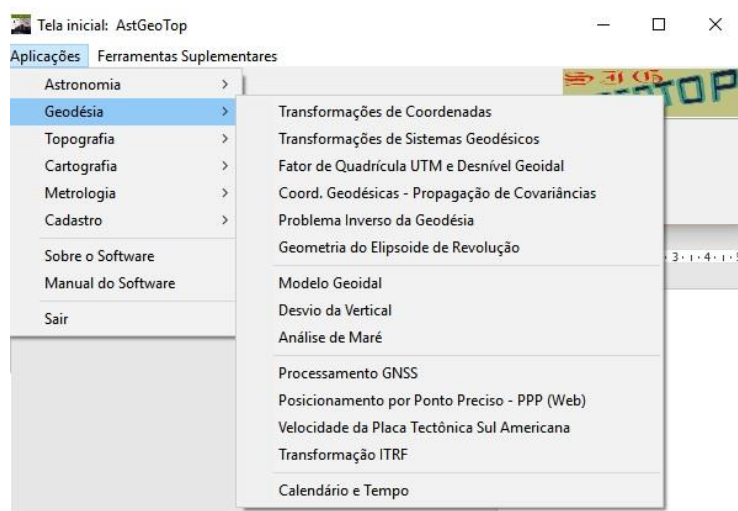 Tela inicial: AstGeoTop
Aplicações Ferramentas Suplementares
Astronomia
Geodésia
Topografia
Cartografia
Metrologia
Cadastro
Sobre o Software
Manual do Software
Sair
Transformações de Coordenadas
Transformações de Sistemas Geodésicos
Fator de Quadrícula UTM e Desnível Geoidal
Coord. Geodésicas - Propagação de Covariâncias
Problema Inverso da Geodésia
Geometria do Elipsoide de Revolução
Modelo Geoidal
Desvio da Vertical
Análise de Maré
Processamento GNSS
Posicionamento por Ponto Preciso - PPP (Web)
Velocidade da Placa Tectônica Sul Americana
Transformação ITRF
Calendário e Tempo
3 4